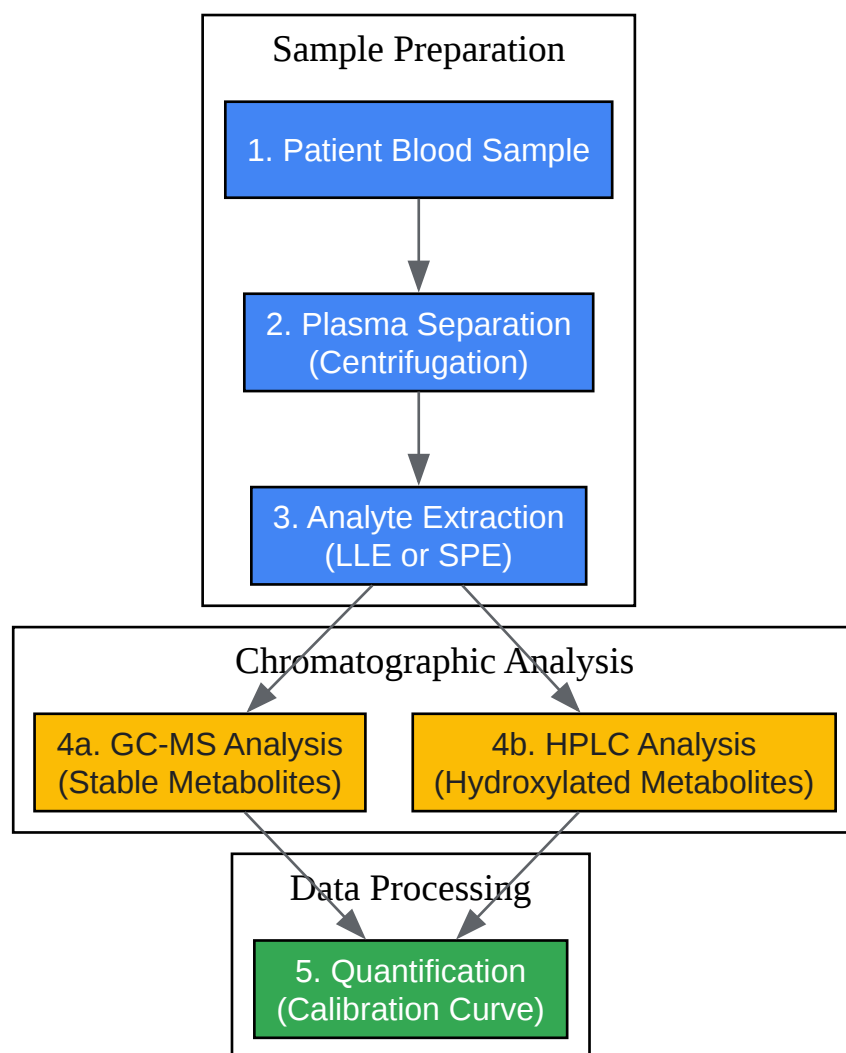 Sample Preparation
1. Patient Blood Sample
2. Plasma Separation
(Centrifugation)
3. Analyte Extraction
(LLE or SPE)
Chromatographic Analysis
4a. GC-MS Analysis
(Stable Metabolites)
4b. HPLC Analysis
(Hydroxylated Metabolites)
Data Processing
5. Quantification
(Calibration Curve)